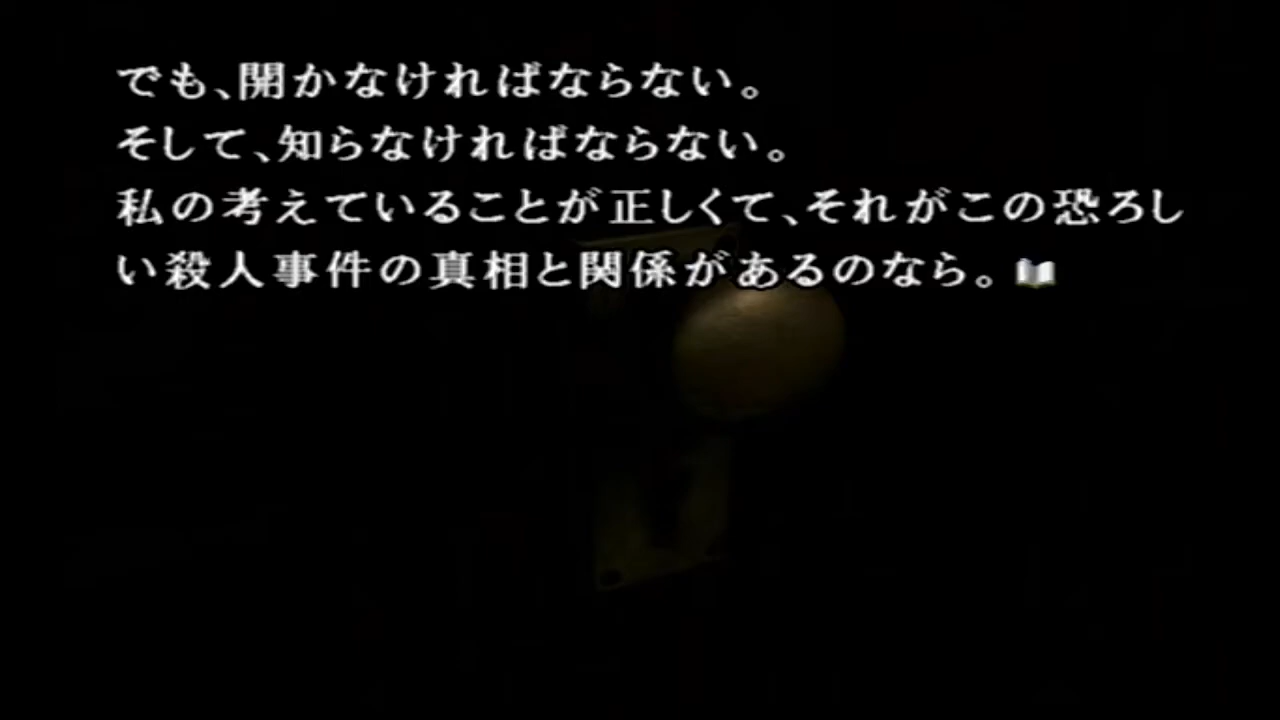 でも、開かなければならない。
そして、知らなければならない。
私の考えていることが正しくて、それがこの恐ろし
い殺人事件の真相と関係があるのなら。